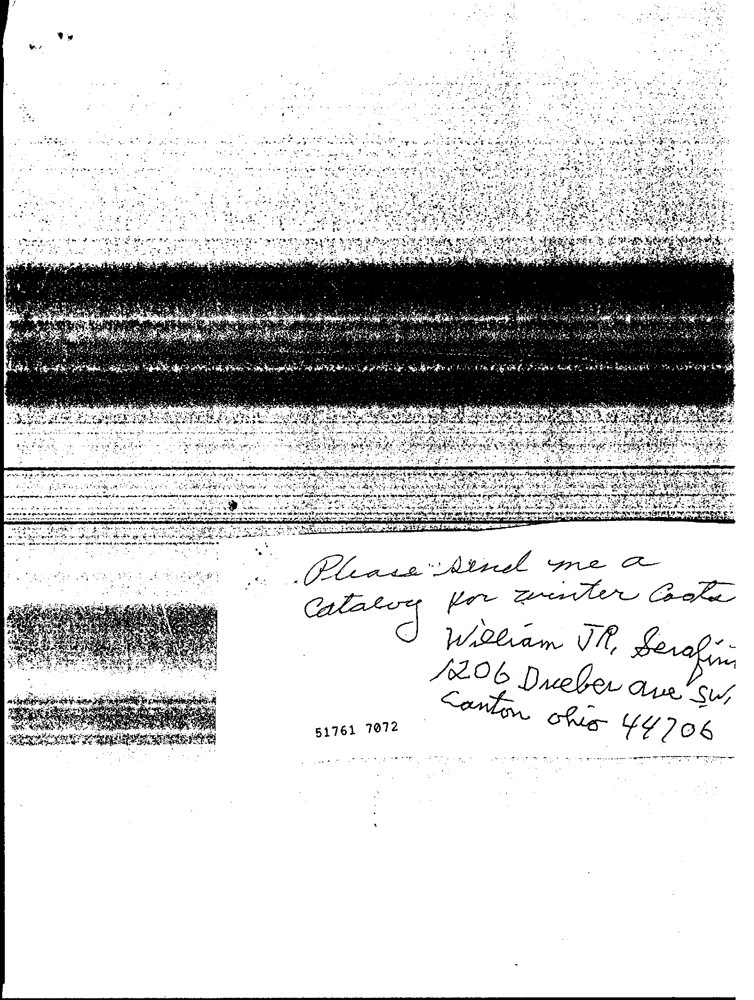 Please send me a
Catalog for winter Coats
William JR, Serafini
1206 Dueber ave SW,
Canton ohio 44706
51761 7072